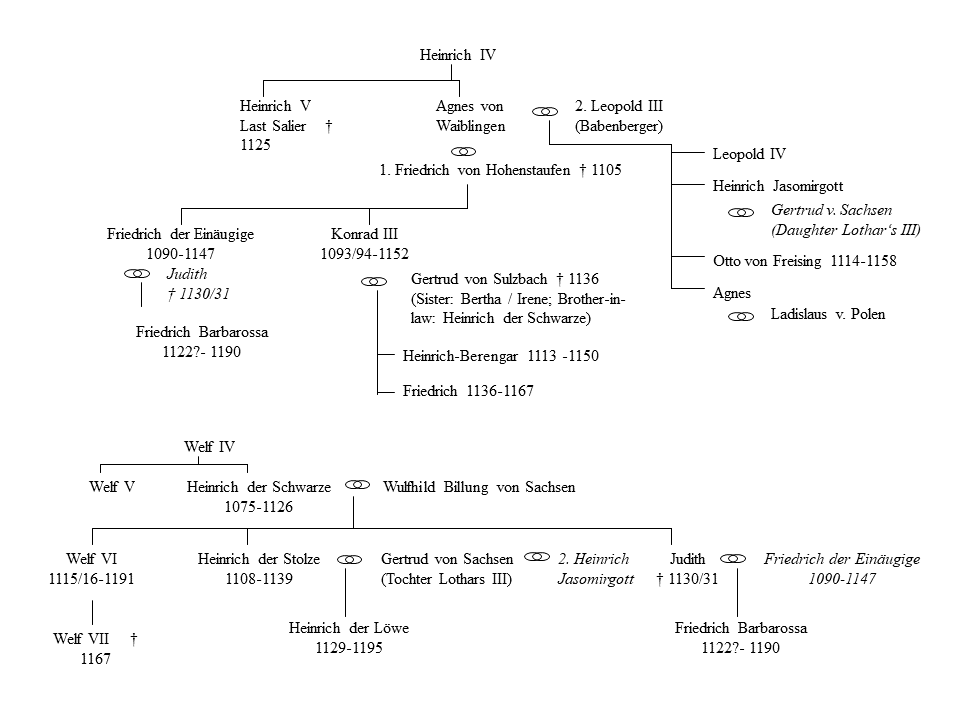 Heinrich IV
Heinrich V
Last Salier †
1125
Agnes von
Waiblingen
2. Leopold III
(Babenberger)
1. Friedrich von Hohenstaufen † 1105
Leopold IV
Heinrich Jasomirgott
Gertrud v. Sachsen
(Daughter Lothar‘s III)
Otto von Freising 1114-1158
Agnes
Ladislaus v. Polen
Friedrich der Einäugige
1090-1147
Judith
† 1130/31
Friedrich Barbarossa
1122?- 1190
Konrad III
1093/94-1152
Gertrud von Sulzbach † 1136
(Sister: Bertha / Irene; Brother-in-
law: Heinrich der Schwarze)
Heinrich-Berengar 1113 -1150
Friedrich 1136-1167
Welf IV
Welf V
Heinrich der Schwarze
1075-1126
Wulfhild Billung von Sachsen
Welf VI
1115/16-1191
Heinrich der Stolze
1108-1139
Gertrud von Sachsen
(Tochter Lothars III)
2. Heinrich
Jasomirgott
Judith
† 1130/31
Friedrich der Einäugige
1090-1147
Welf VII †
1167
Heinrich der Löwe
1129-1195
Friedrich Barbarossa
1122?- 1190